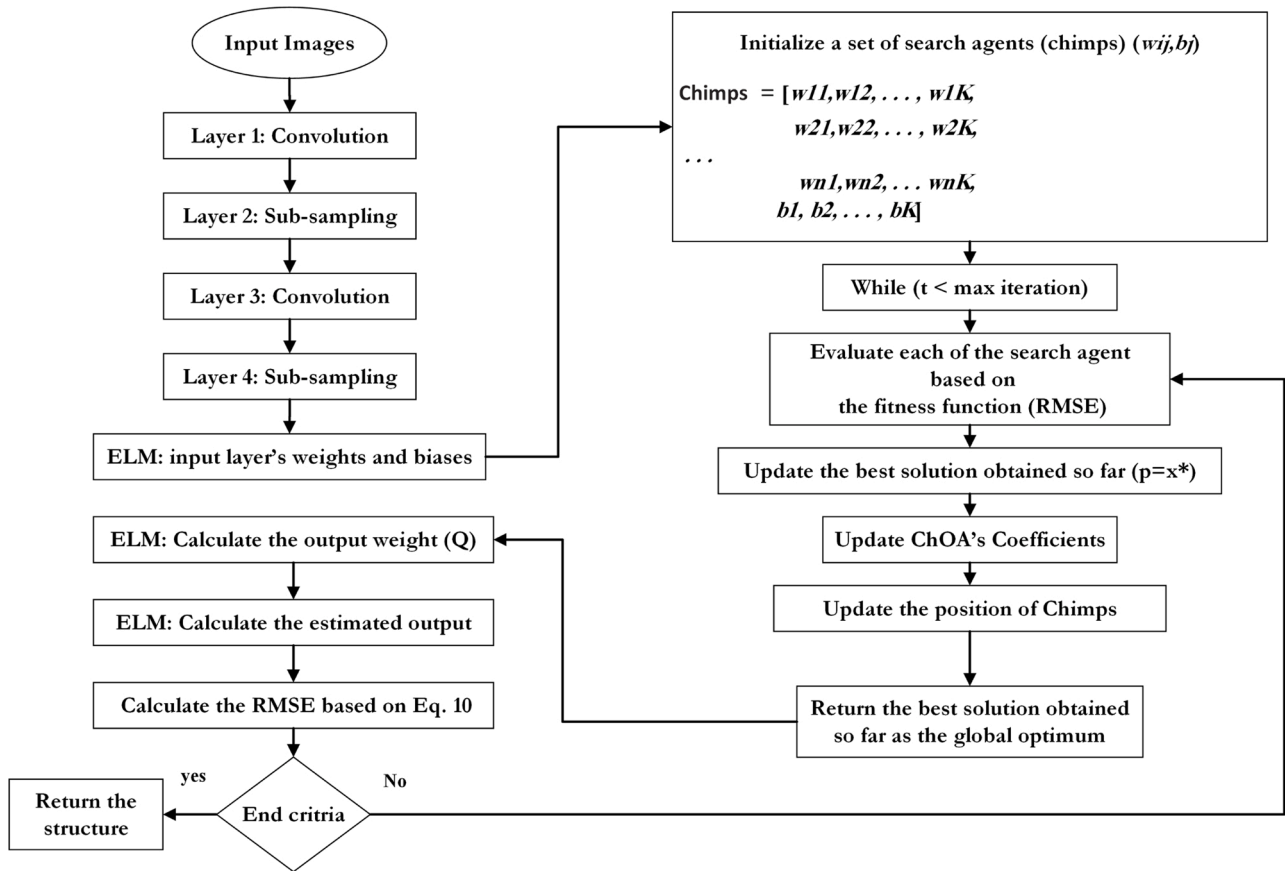 Input Images
Layer 1: Convolution
Layer 2: Sub-sampling
Layer 3: Convolution
Layer 4: Sub-sampling
ELM: input layer's weights and biases
Initialize a set of search agents (chimps) (wij,bj)
Chimps = [w11,w12, . . . , w1K,
w21,w22, . . . , w2K,
. . .
wn1,wn2, . . . wnK,
b1, b2, . . . , bK]
While (t < max iteration)
Evaluate each of the search agent
based on
the fitness function (RMSE)
Update the best solution obtained so far (p=x*)
Update ChOA's Coefficients
Update the position of Chimps
Return the best solution obtained
so far as the global optimum
ELM: Calculate the output weight (Q)
ELM: Calculate the estimated output
Calculate the RMSE based on Eq. 10
End critria
yes
No
Return the
structure